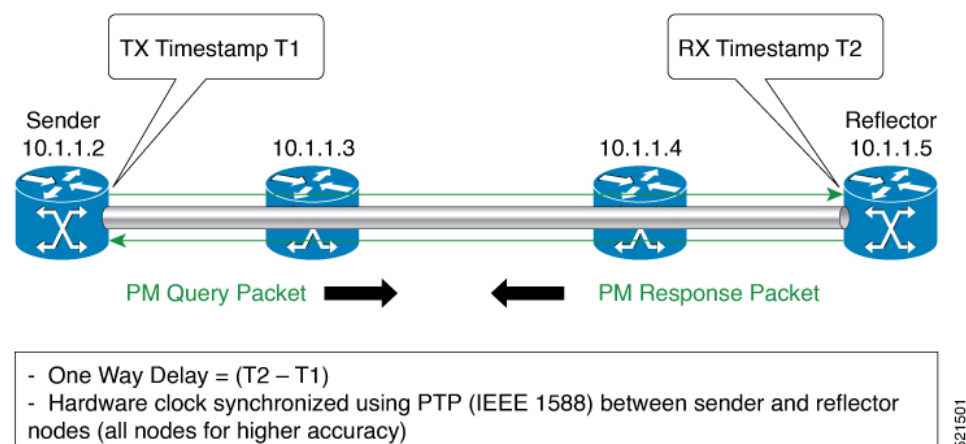 TX Timestamp T1
RX Timestamp T2
Sender
10.1.1.2
10.1.1.3
10.1.1.4
Reflector
10.1.1.5
PM Query Packet
PM Response Packet
- One Way Delay = (T2 – T1)
- Hardware clock synchronized using PTP (IEEE 1588) between sender and reflector
nodes (all nodes for higher accuracy)
521501